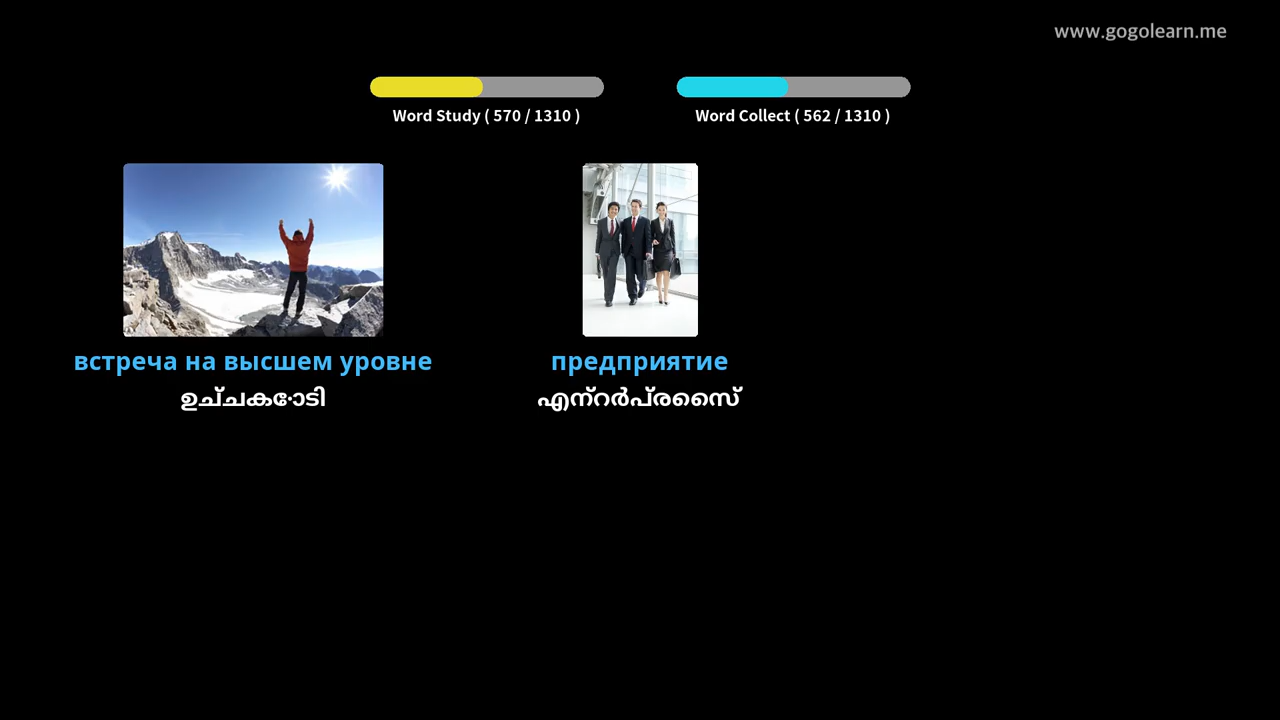 www.gogolearn.me
Word Study ( 570 / 1310 )
Word Collect ( 562 / 1310 )
встреча на высшем уровне
предприятие
ഉച്ചകോടി
എന്റർപ്രൈസ്